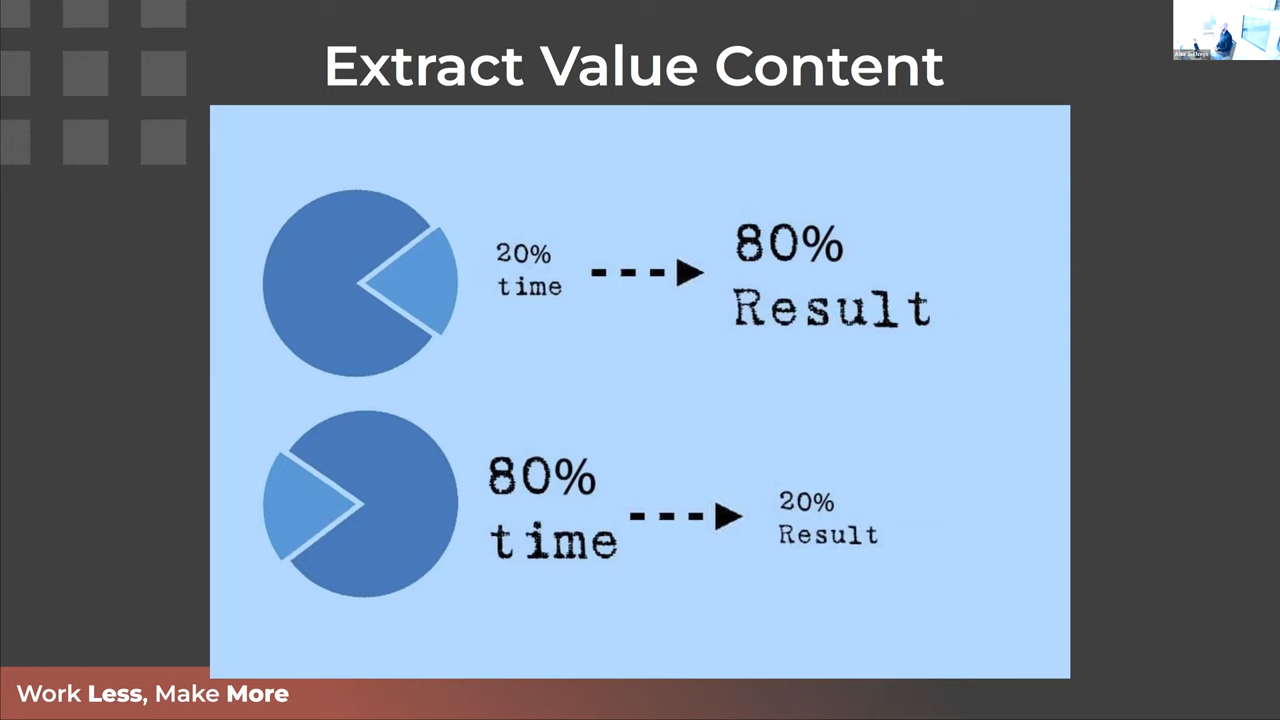 Extract Value Content
20%
time
80%
Result
80%
time
20%
Result
Work Less, Make More